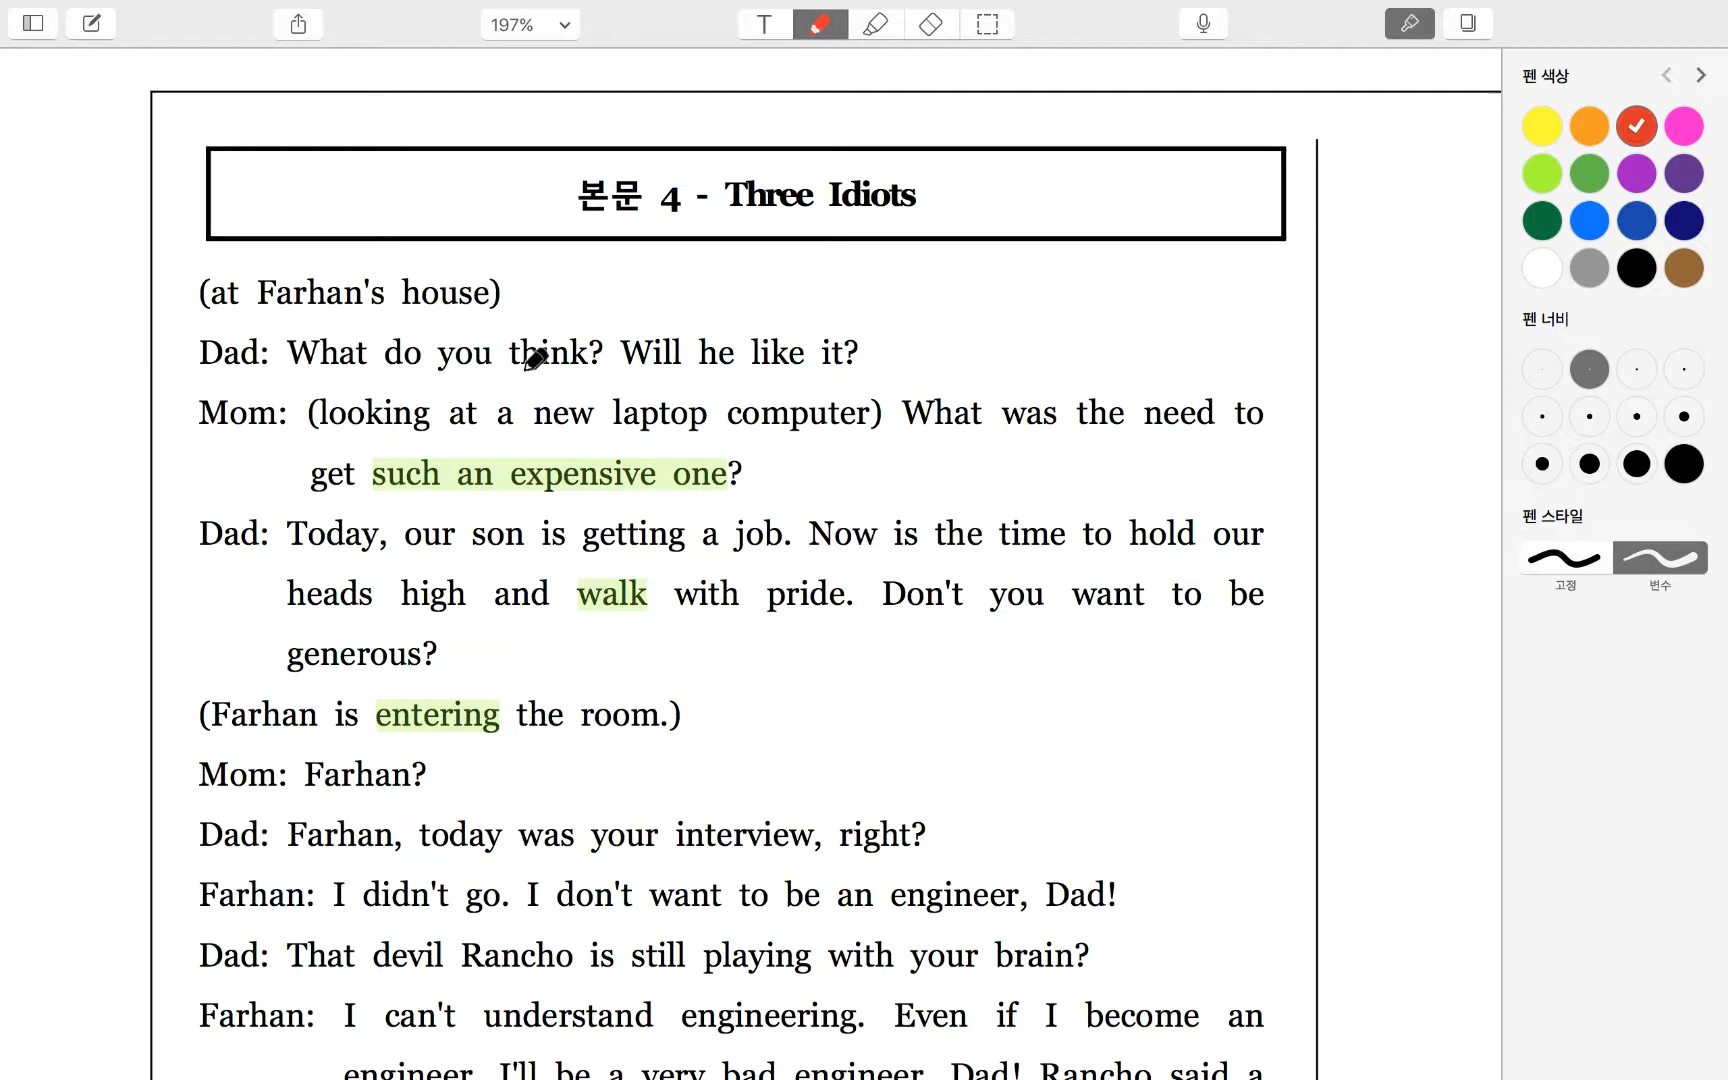 197%
T
펜 색상
본문 4 - Three Idiots
(at Farhan's house)
Dad: What do you think? Will he like it?
Mom: (looking at a new laptop computer) What was the need to
get such an expensive one?
Dad: Today, our son is getting a job. Now is the time to hold our
heads high and walk with pride. Don't you want to be
generous?
(Farhan is entering the room.)
Mom: Farhan?
Dad: Farhan, today was your interview, right?
Farhan: I didn't go. I don't want to be an engineer, Dad!
Dad: That devil Rancho is still playing with your brain?
Farhan: I can't understand engineering. Even if I become an
engineer, I'll be a very bad engineer, Dad! Rancho said a
펜 너비
펜 스타일
고정 변수